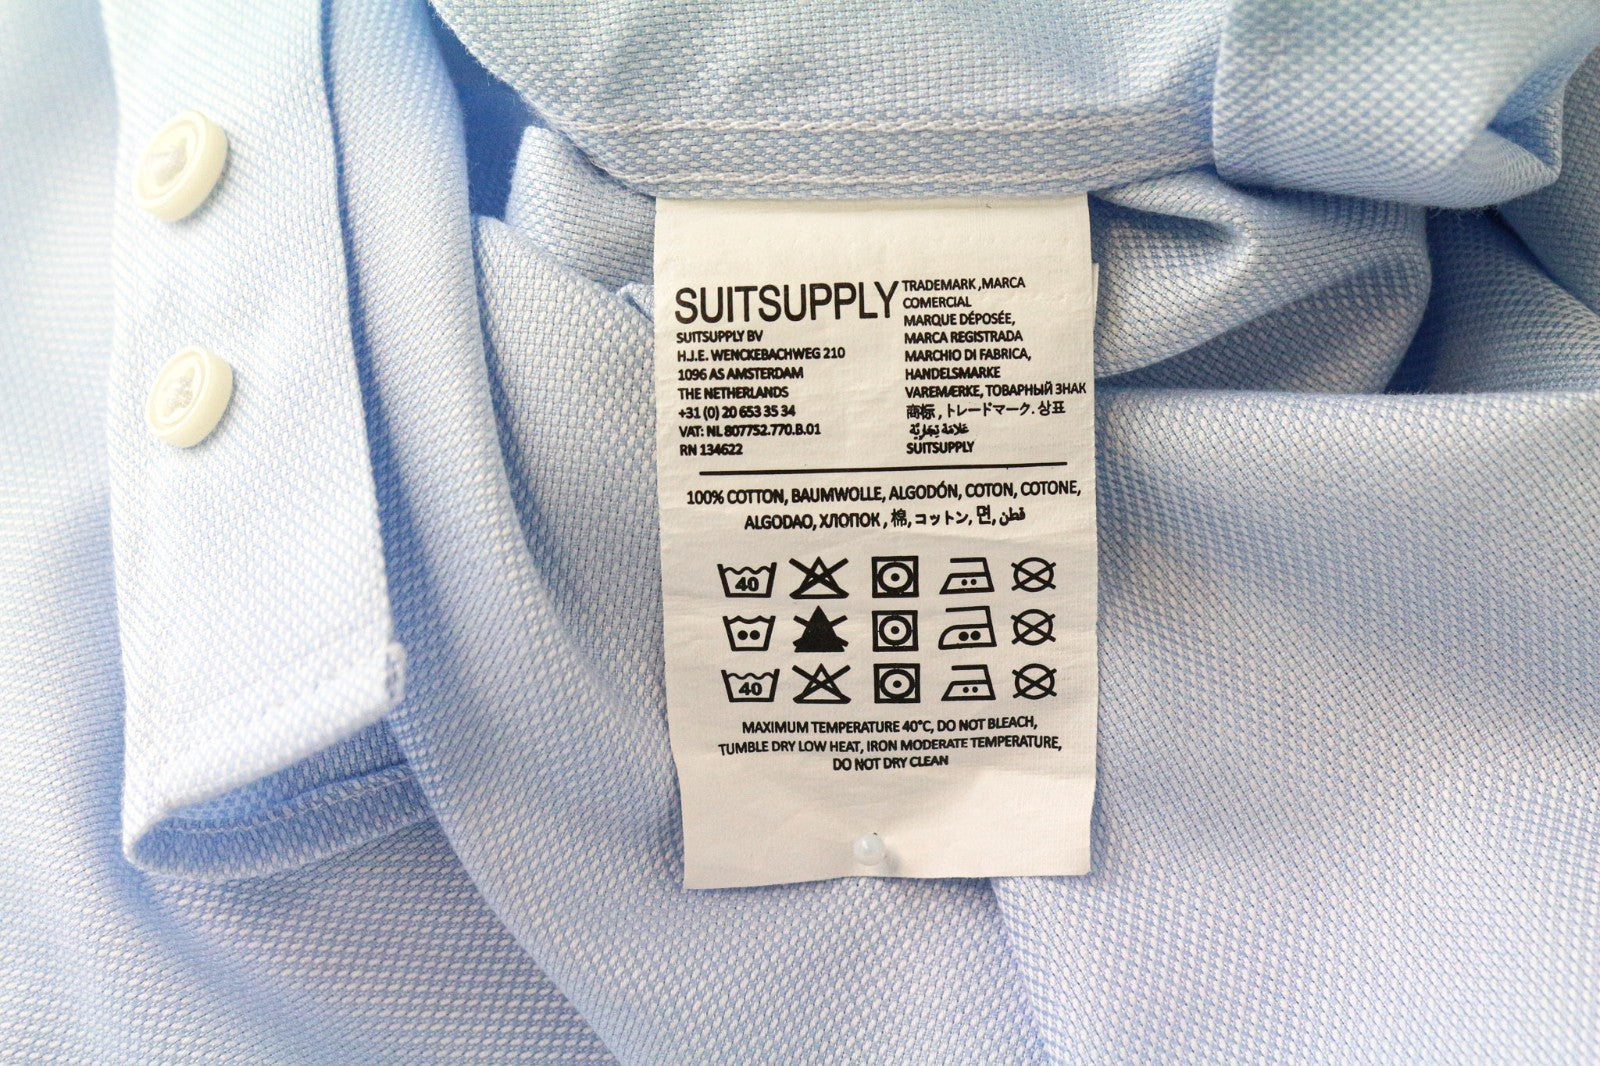 SUITSUPPLY
SUITSUPPLY BV
H.J.E. WENCKEBACHWEG 210
1096 AS AMSTERDAM
THE NETHERLANDS
+31 (0) 20 653 35 34
VAT: NL 807752.770.B.01
RN 134622
TRADEMARK ,MARCA
COMERCIAL
MARQUE DÉPOSÉE,
MARCA REGISTRADA
MARCHIO DI FABRICA,
HANDELSMARKE
VAREMÆRKE, ТОВАРНЫЙ ЗНАК
商标 , トレードマーク. 상표
علامة تجارية
SUITSUPPLY
100% COTTON, BAUMWOLLE, ALGODÓN, COTON, COTONE,
ALGODAO, ХЛОПОК , 棉, コットン, 면, قطن
40
40
MAXIMUM TEMPERATURE 40°C, DO NOT BLEACH,
TUMBLE DRY LOW HEAT, IRON MODERATE TEMPERATURE,
DO NOT DRY CLEAN